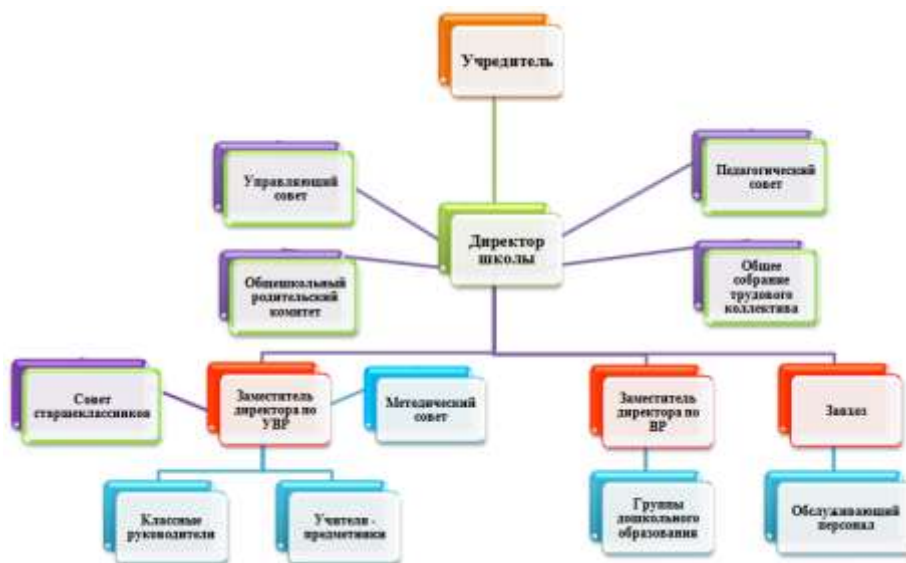 Учредитель
Управляющий
совет
Педагогический
совет
Директор
школы
Общешкольный
родительский
комитет
Общее
собрание
трудового
коллектива
Совет
старшеклассников
Заместитель
директора по
УВР
Методический
совет
Заместитель
директора по
ВР
Завхоз
Классные
руководители
Учителя -
предметники
Группы
дошкольного
образования
Обслуживающий
персонал